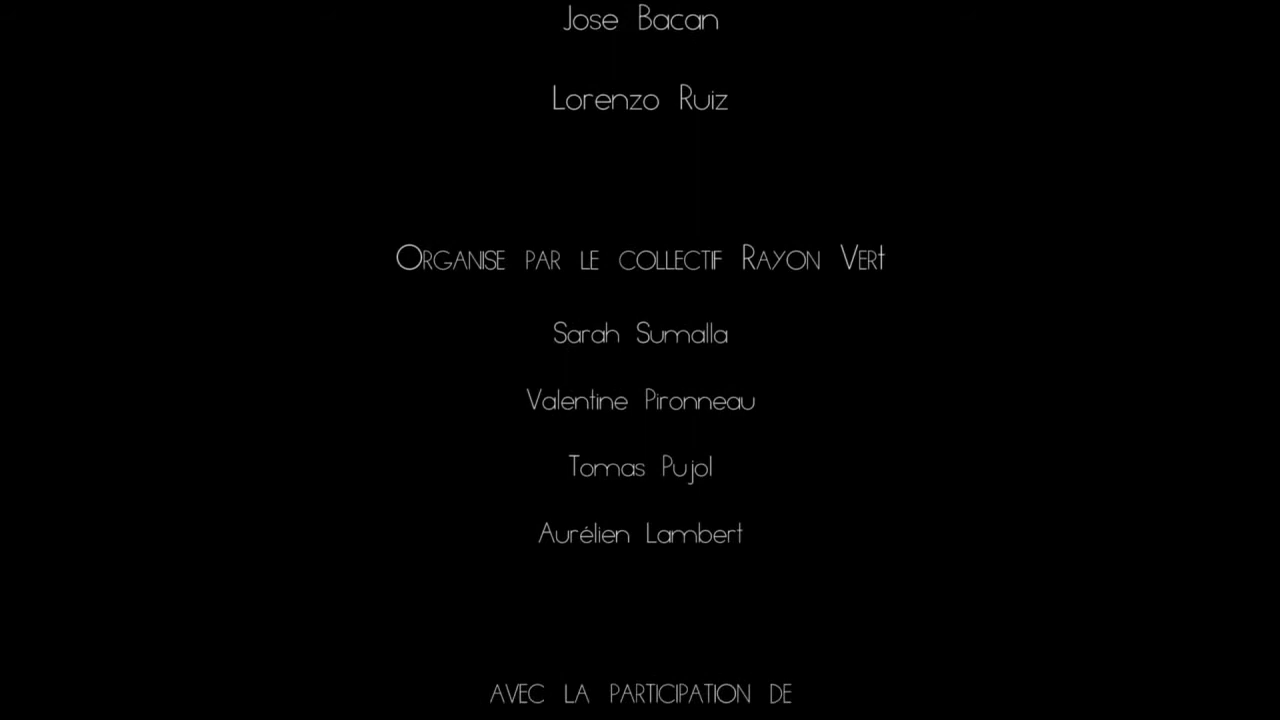 Jose Bacan
Lorenzo Ruiz
Organise par le collectif Rayon Vert
Sarah Sumalla
Valentine Pironneau
Tomas Pujol
Aurélien Lambert
AVEC LA PARTICIPATION DE